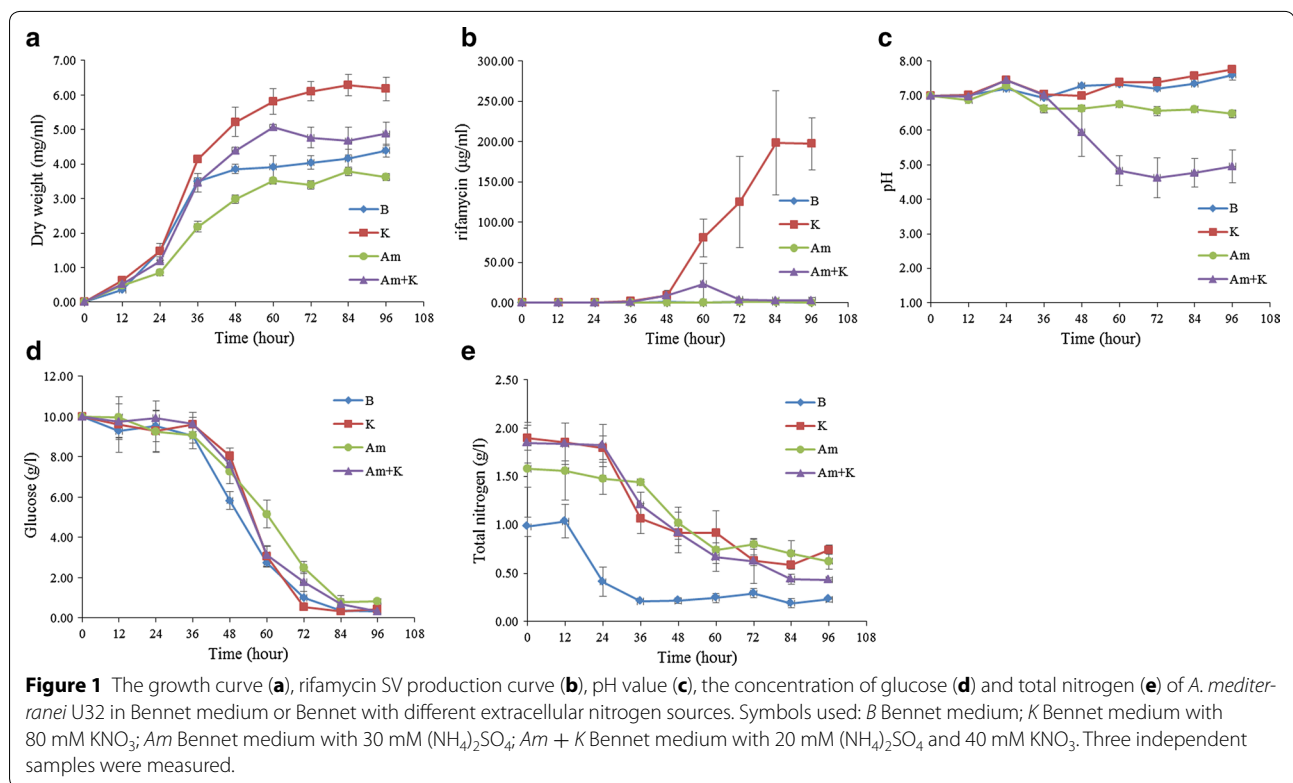 a
7.00
6.00
5.00
4.00
3.00
2.00
1.00
0.00
Dry weight (mg/ml)
0 12 24 36 48 60 72 84 96 108
Time (hour)
B
K
Am
Am+K
b
300.00
250.00
200.00
150.00
100.00
50.00
0.00
rifamycin (µg/ml)
0 12 24 36 48 60 72 84 96 108
Time (hour)
B
K
Am
Am+K
c
8.00
7.00
6.00
5.00
4.00
3.00
2.00
1.00
pH
0 12 24 36 48 60 72 84 96 108
Time (hour)
B
K
Am
Am+K
d
12.00
10.00
8.00
6.00
4.00
2.00
0.00
Glucose (g/l)
0 12 24 36 48 60 72 84 96 108
Time (hour)
B
K
Am
Am+K
e
2.50
2.00
1.50
1.00
0.50
0.00
Total nitrogen (g/l)
0 12 24 36 48 60 72 84 96 108
Time (hour)
B
K
Am
Am+K
Figure 1 The growth curve (a), rifamycin SV production curve (b), pH value (c), the concentration of glucose (d) and total nitrogen (e) of A. mediter-
ranei U32 in Bennet medium or Bennet with different extracellular nitrogen sources. Symbols used: B Bennet medium; K Bennet medium with
80 mM KNO₃; Am Bennet medium with 30 mM (NH₄)₂SO₄; Am + K Bennet medium with 20 mM (NH₄)₂SO₄ and 40 mM KNO₃. Three independent
samples were measured.